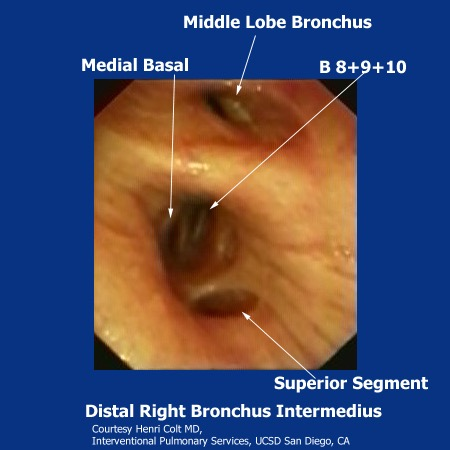 Middle Lobe Bronchus
Medial Basal
B 8+9+10
Superior Segment
Distal Right Bronchus Intermedius
Courtesy Henri Colt MD,
Interventional Pulmonary Services, UCSD San Diego, CA